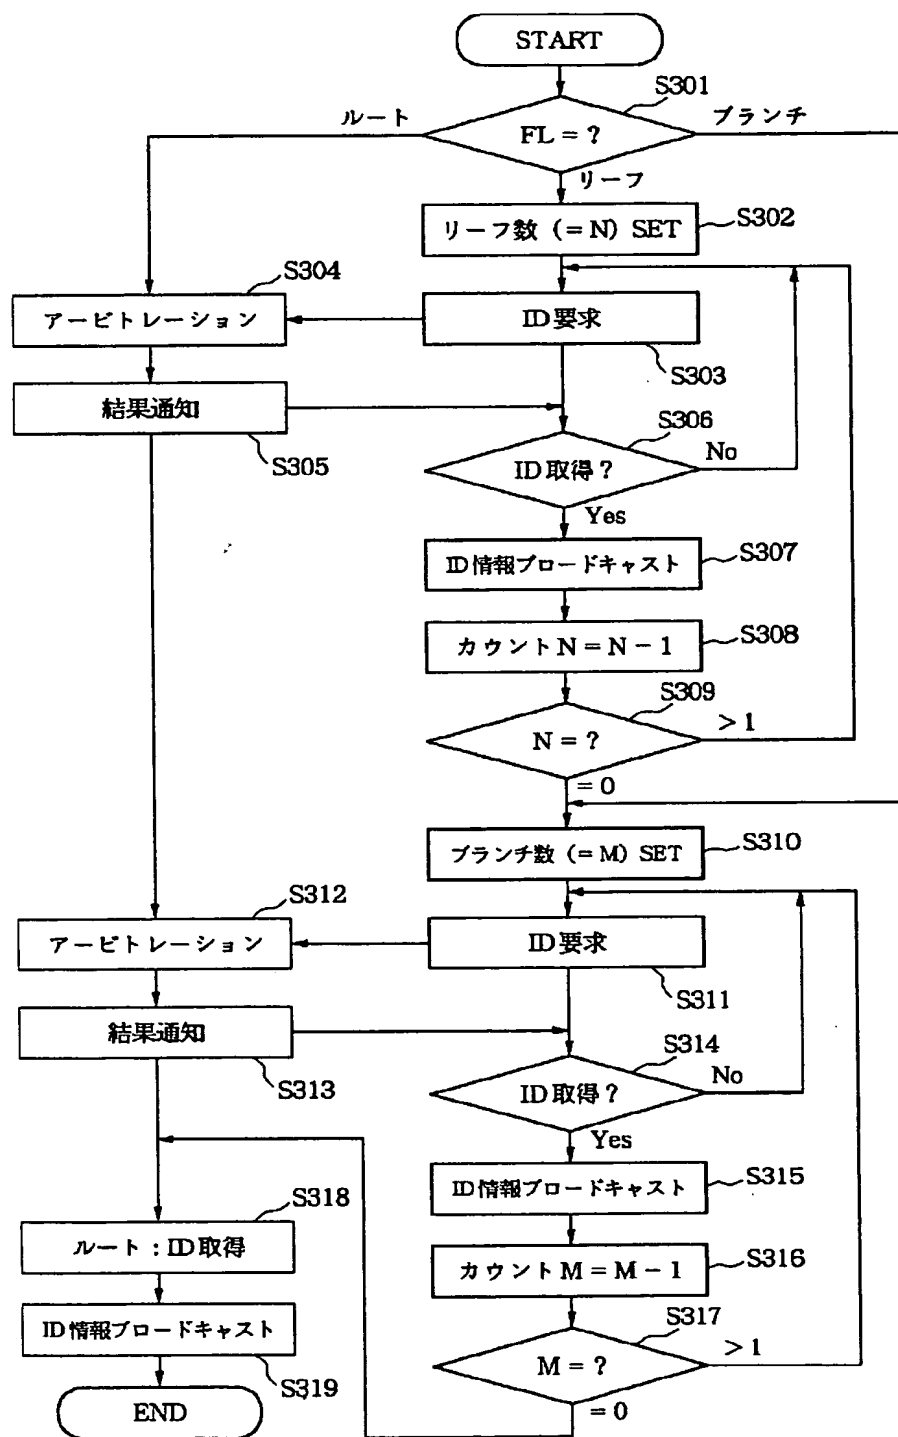 START
S301
ルート
ブランチ
FL = ?
リーフ
リーフ数 (= N) SET
S302
S304
アービトレーション
ID要求
S303
結果通知
S305
S306
ID取得?
No
Yes
ID情報ブロードキャスト
S307
カウントN = N − 1
S308
S309
N = ?
> 1
= 0
ブランチ数 (= M) SET
S310
S312
アービトレーション
ID要求
S311
結果通知
S313
S314
ID取得?
No
Yes
ID情報ブロードキャスト
S315
S318
ルート:ID取得
カウントM = M − 1
S316
ID情報ブロードキャスト
S319
S317
M = ?
> 1
= 0
END